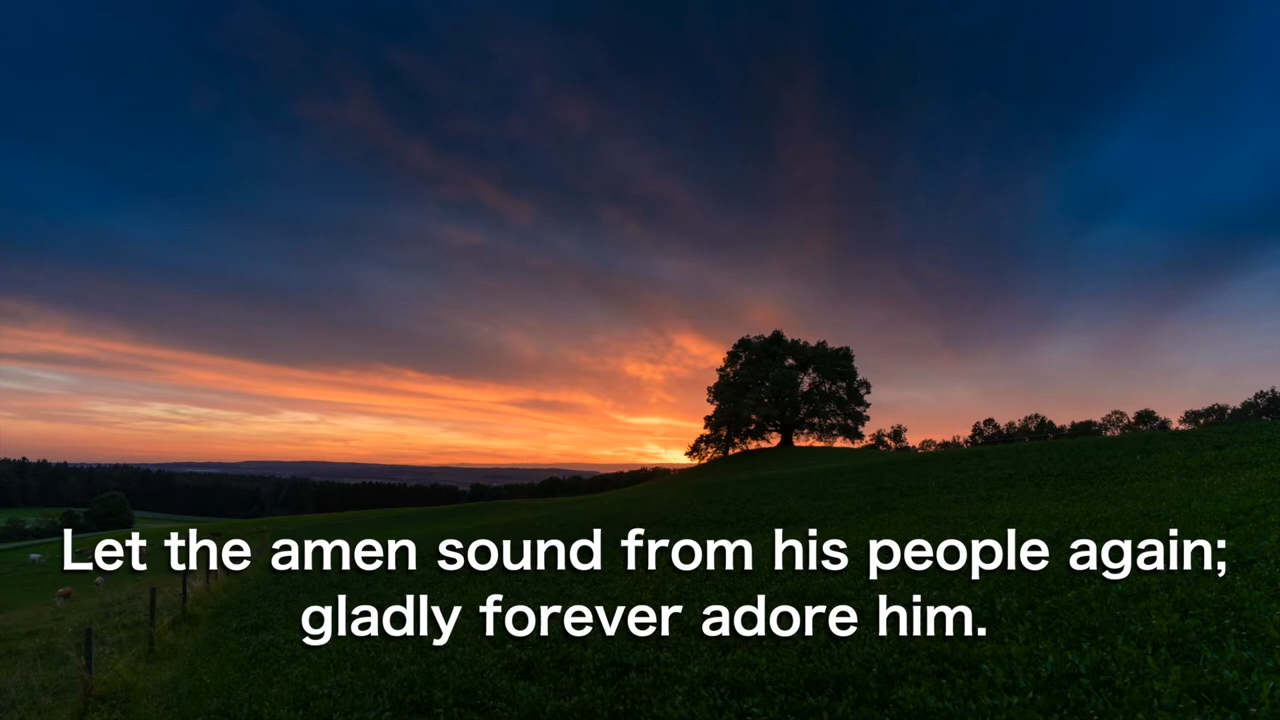 Let the amen sound from his people again;
gladly forever adore him.